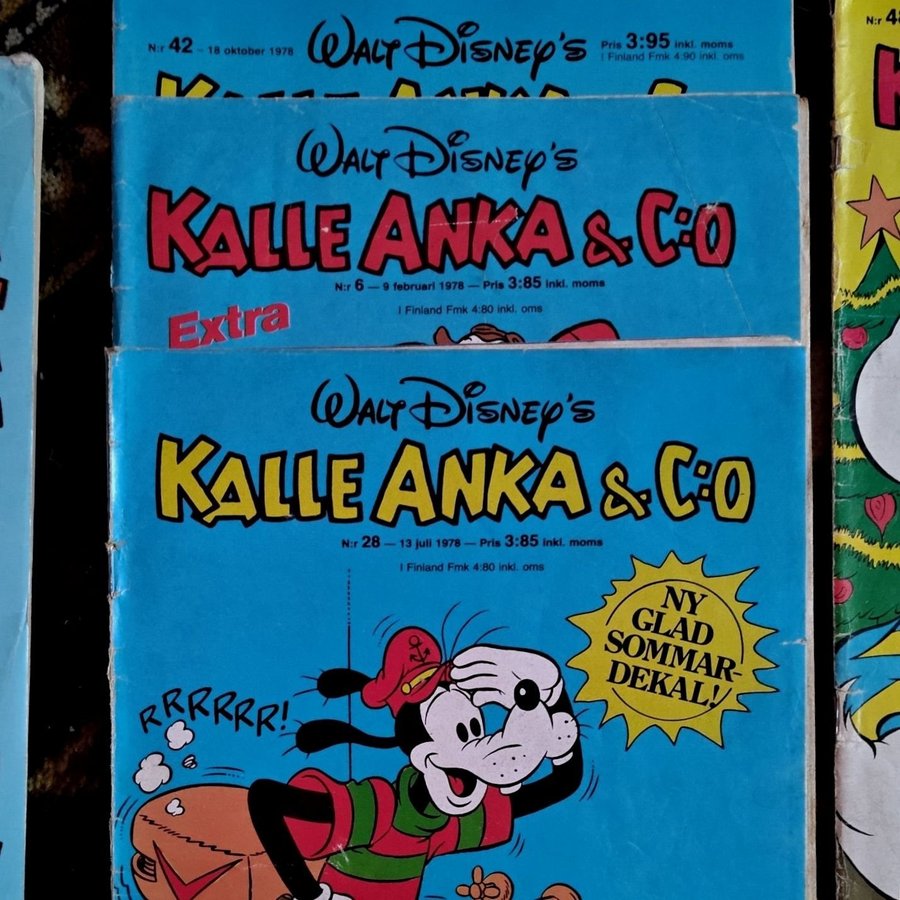 N:r 42 – 18 oktober 1978
WALT DISNEY'S
Pris 3:95 inkl. moms
I Finland Fmk 4:90 inkl. oms
WALT DISNEY'S
KALLE ANKA & C:O
N:r 6 — 9 februari 1978 — Pris 3:85 inkl. moms
I Finland Fmk 4:80 inkl. oms
Extra
WALT DISNEY'S
KALLE ANKA & C:O
N:r 28 — 13 juli 1978 — Pris 3:85 inkl. moms
I Finland Fmk 4:80 inkl. oms
NY
GLAD
SOMMAR-
DEKAL!
RRRRRR!
N:r 48